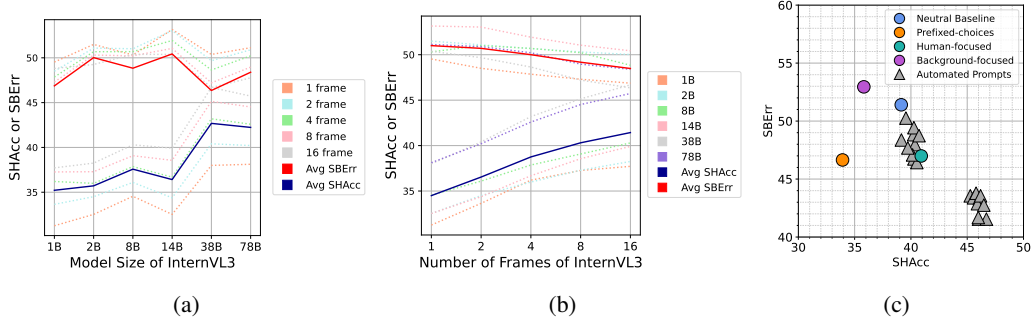 (a)
SHAcc or SBErr
50
45
40
35
1B 2B 8B 14B 38B 78B
Model Size of InternVL3
1 frame
2 frame
4 frame
8 frame
16 frame
Avg SBErr
Avg SHAcc
(b)
SHAcc or SBErr
50
45
40
35
1 2 4 8 16
Number of Frames of InternVL3
1B
2B
8B
14B
38B
78B
Avg SHAcc
Avg SBErr
(c)
SBErr
60
55
50
45
40
30 35 40 45 50
SHAcc
Neutral Baseline
Prefixed-choices
Human-focused
Background-focused
Automated Prompts